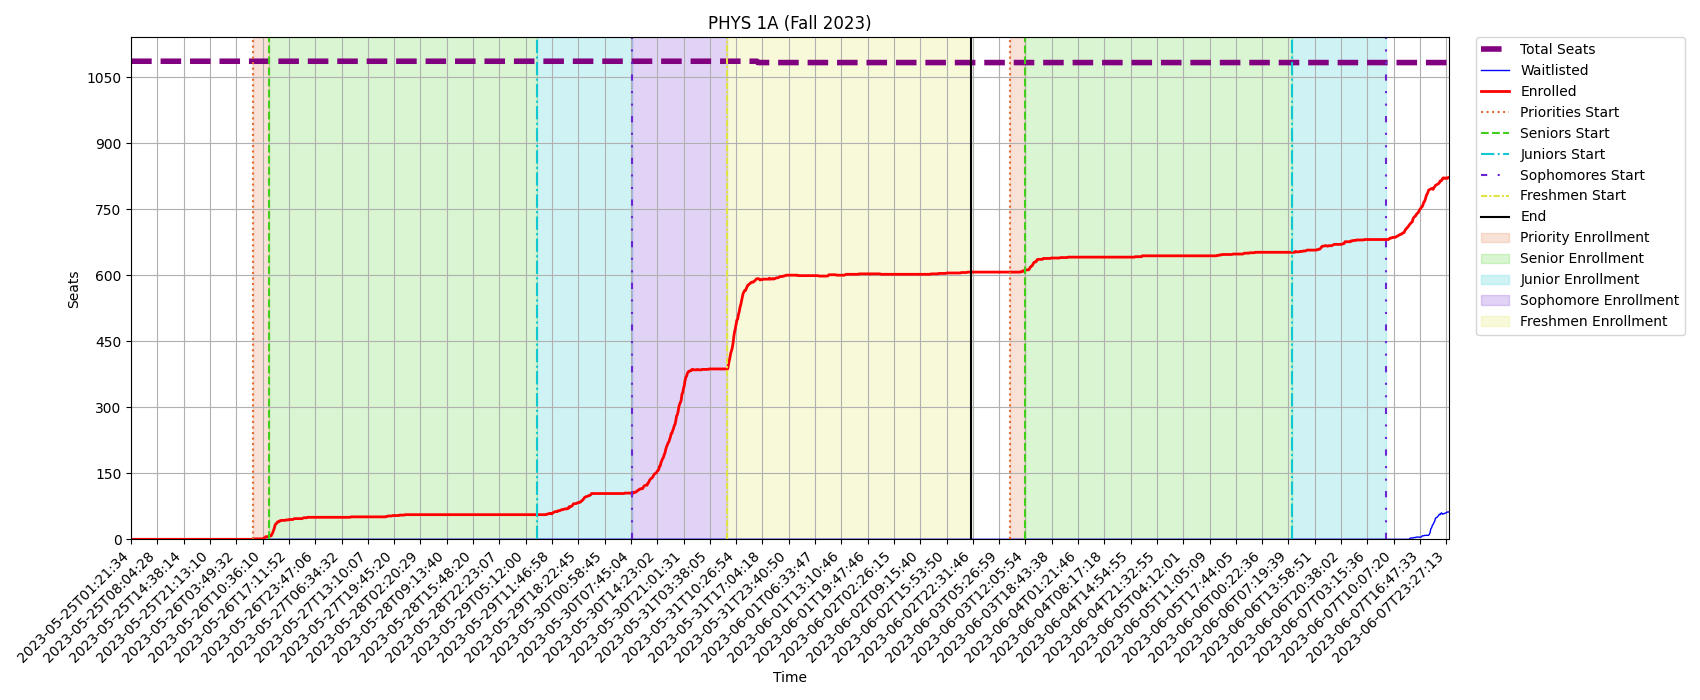 PHYS 1A (Fall 2023)
Total Seats
Waitlisted
Enrolled
Priorities Start
Seniors Start
Juniors Start
Sophomores Start
Freshmen Start
End
Priority Enrollment
Senior Enrollment
Junior Enrollment
Sophomore Enrollment
Freshmen Enrollment
Seats
1050
900
750
600
450
300
150
0
2023-05-25T01:21:34
2023-05-25T08:04:28
2023-05-25T14:38:14
2023-05-25T21:13:10
2023-05-26T03:49:32
2023-05-26T10:36:10
2023-05-26T17:11:52
2023-05-26T23:47:06
2023-05-27T06:34:32
2023-05-27T13:10:07
2023-05-27T19:45:20
2023-05-28T02:20:29
2023-05-28T09:13:40
2023-05-28T15:48:20
2023-05-28T22:23:07
2023-05-29T05:12:00
2023-05-29T11:46:58
2023-05-29T18:22:45
2023-05-30T00:58:45
2023-05-30T07:45:04
2023-05-30T14:23:02
2023-05-30T21:01:31
2023-05-31T03:38:05
2023-05-31T10:26:54
2023-05-31T17:04:18
2023-05-31T23:40:50
2023-06-01T06:33:47
2023-06-01T13:10:46
2023-06-01T19:47:46
2023-06-02T02:26:15
2023-06-02T09:15:40
2023-06-02T15:53:50
2023-06-02T22:31:46
2023-06-03T05:26:59
2023-06-03T12:05:54
2023-06-03T18:43:38
2023-06-04T01:21:46
2023-06-04T08:17:18
2023-06-04T14:54:55
2023-06-04T21:32:55
2023-06-05T04:12:01
2023-06-05T11:05:09
2023-06-05T17:44:05
2023-06-06T00:22:36
2023-06-06T07:19:39
2023-06-06T13:58:51
2023-06-06T20:38:02
2023-06-07T03:15:36
2023-06-07T10:07:20
2023-06-07T16:47:33
2023-06-07T23:27:13
Time